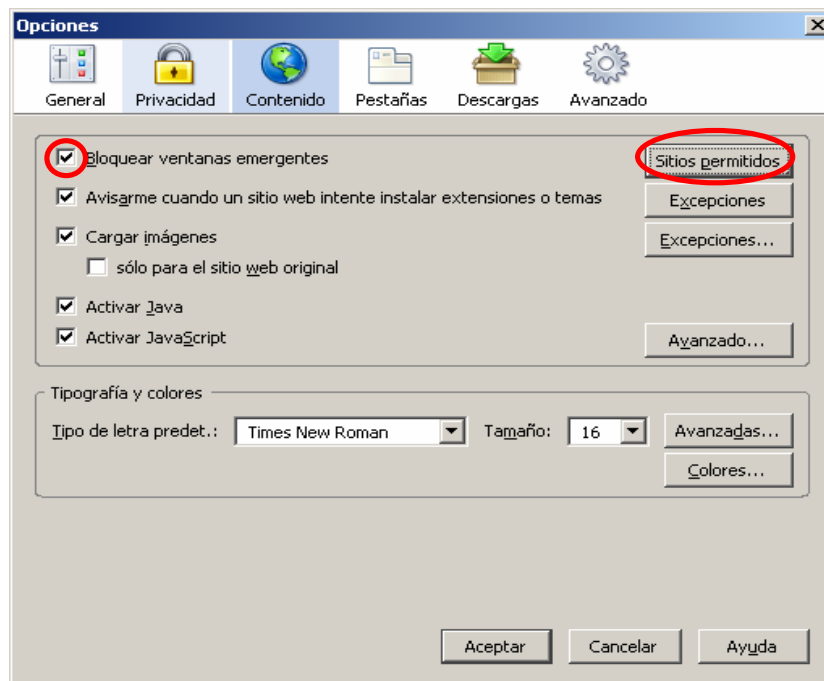 Opciones
General Privacidad Contenido Pestañas Descargas Avanzado
Bloquear ventanas emergentes Sitios permitidos
Avisarme cuando un sitio web intente instalar extensiones o temas Excepciones
Cargar imágenes Excepciones...
sólo para el sitio web original
Activar Java
Activar JavaScript Avanzado...
Tipografía y colores
Tipo de letra predet.: Times New Roman Tamaño: 16 Avanzadas...
Colores...
Aceptar Cancelar Ayuda